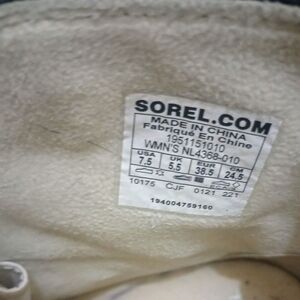 SOREL.COM
MADE IN CHINA
Fabriqué En Chine
1951151010
WMN'S NL4368-010
USA UK EUR CM
7.5 5.5 38.5 24.5
10175 CJF 0121 221
194004759160